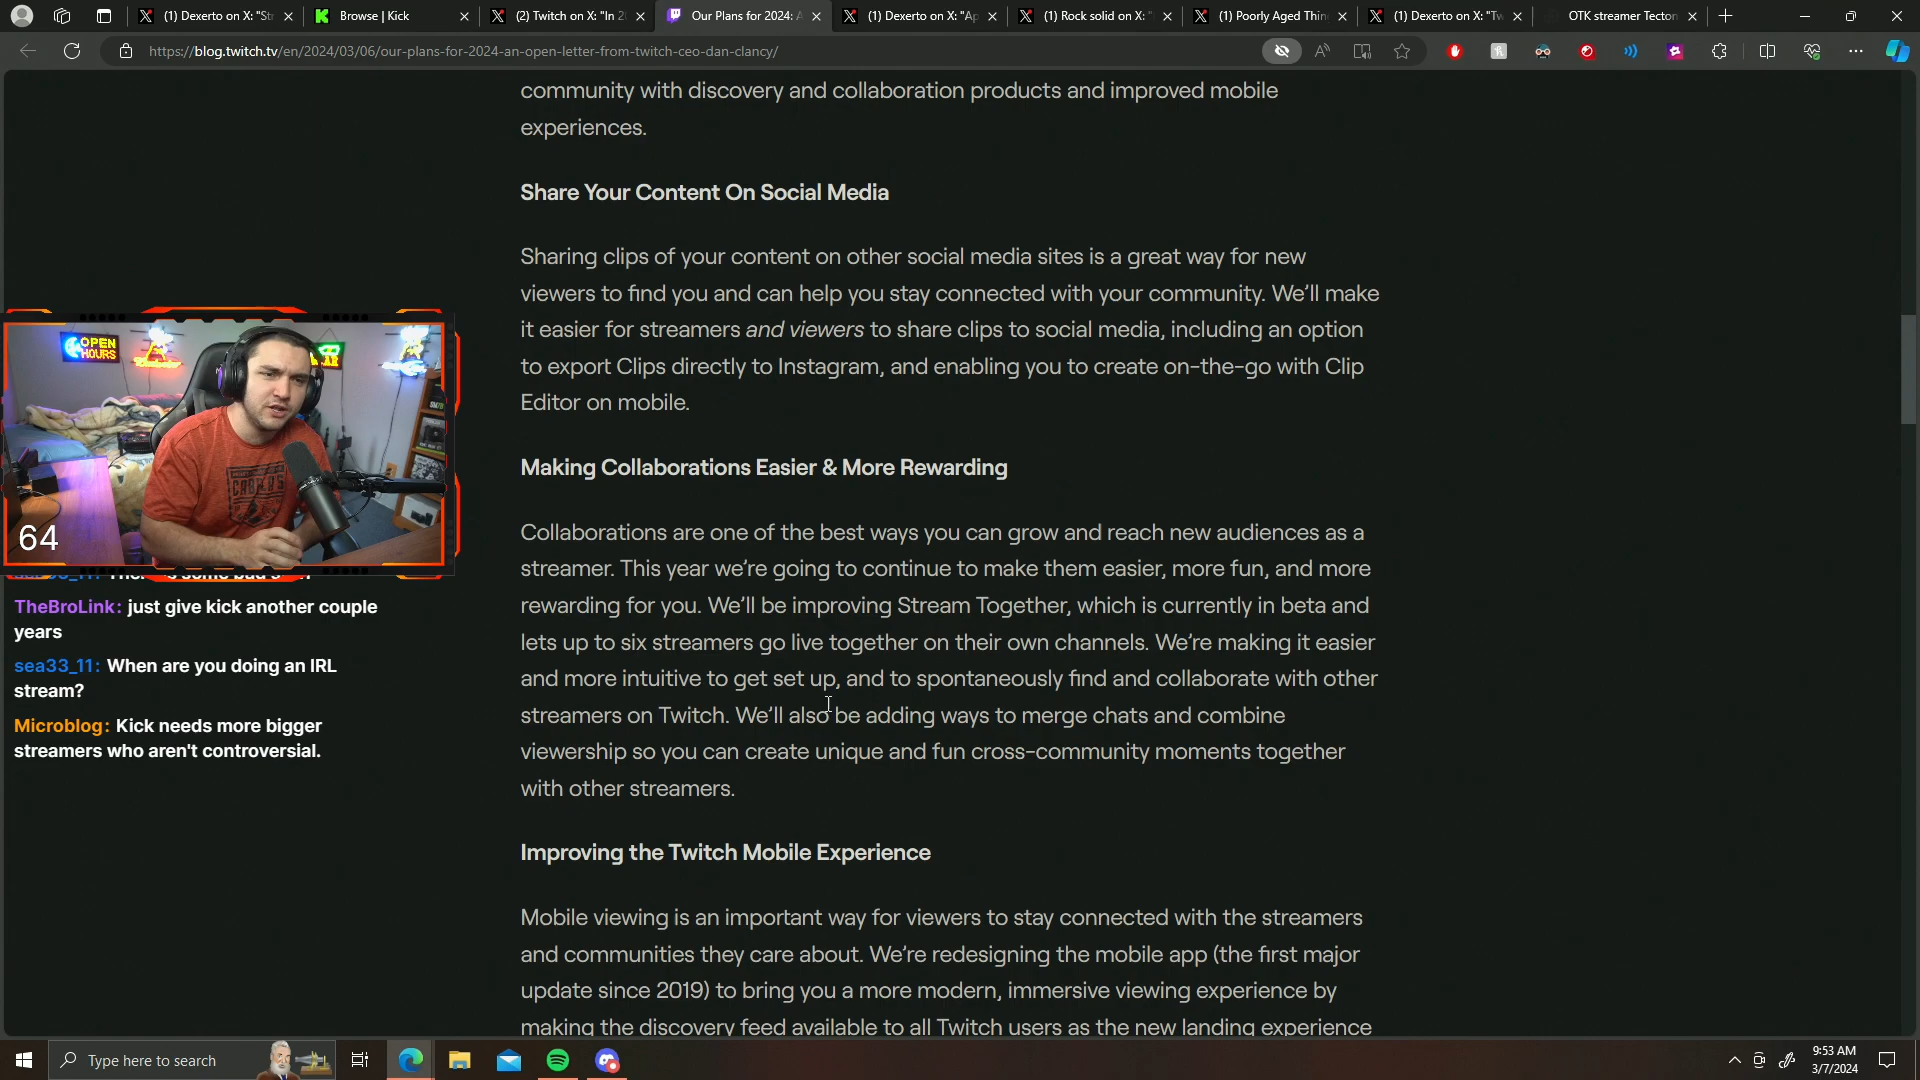 (1) Dexerto on X: "St
Browse | Kick
(2) Twitch on X: "In 2
Our Plans for 2024: A
(1) Dexerto on X: "Ap
(1) Rock solid on X: "
(1) Poorly Aged Thin
(1) Dexerto on X: "Tw
OTK streamer Tecton
https://blog.twitch.tv/en/2024/03/06/our-plans-for-2024-an-open-letter-from-twitch-ceo-dan-clancy/
community with discovery and collaboration products and improved mobile
experiences.
Share Your Content On Social Media
Sharing clips of your content on other social media sites is a great way for new
viewers to find you and can help you stay connected with your community. We'll make
it easier for streamers and viewers to share clips to social media, including an option
to export Clips directly to Instagram, and enabling you to create on-the-go with Clip
Editor on mobile.
Making Collaborations Easier & More Rewarding
Collaborations are one of the best ways you can grow and reach new audiences as a
streamer. This year we're going to continue to make them easier, more fun, and more
rewarding for you. We'll be improving Stream Together, which is currently in beta and
lets up to six streamers go live together on their own channels. We're making it easier
and more intuitive to get set up, and to spontaneously find and collaborate with other
streamers on Twitch. We'll also be adding ways to merge chats and combine
viewership so you can create unique and fun cross-community moments together
with other streamers.
Improving the Twitch Mobile Experience
Mobile viewing is an important way for viewers to stay connected with the streamers
and communities they care about. We're redesigning the mobile app (the first major
update since 2019) to bring you a more modern, immersive viewing experience by
making the discovery feed available to all Twitch users as the new landing experience
OPEN
HOURS
64
TheBroLink: just give kick another couple
years
sea33_11: When are you doing an IRL
stream?
Microblog: Kick needs more bigger
streamers who aren't controversial.
Type here to search
9:53 AM
3/7/2024